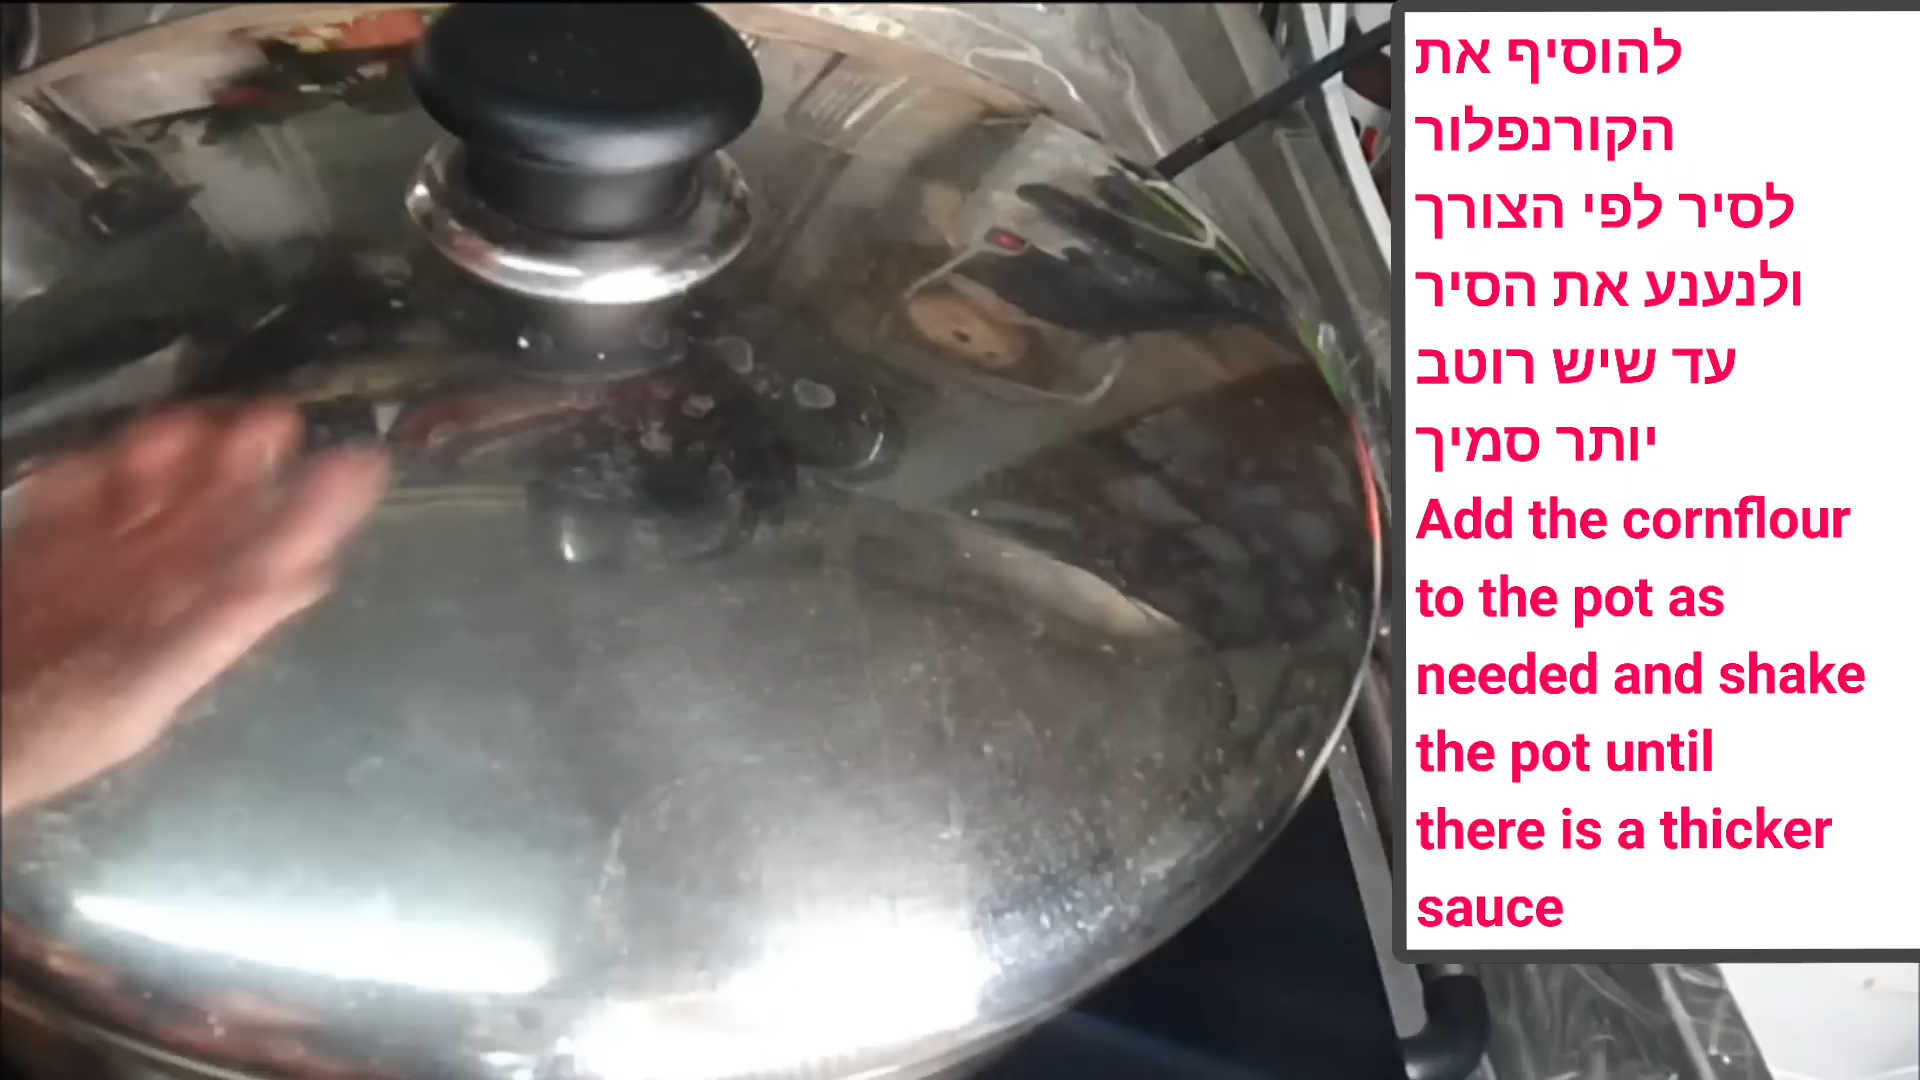 להוסיף את
הקורנפלור
לסיר לפי הצורך
ולנענע את הסיר
עד שיש רוטב
יותר סמיך
Add the cornflour
to the pot as
needed and shake
the pot until
there is a thicker
sauce